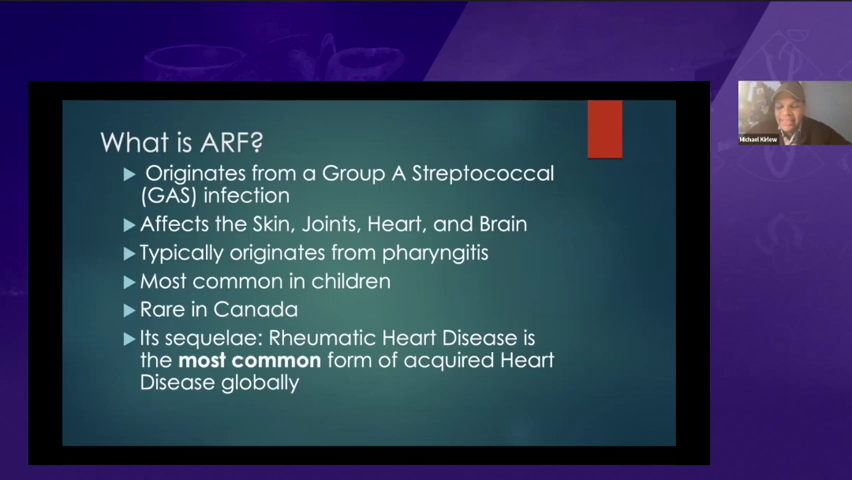 What is ARF?
Originates from a Group A Streptococcal
(GAS) infection
Affects the Skin, Joints, Heart, and Brain
Typically originates from pharyngitis
Most common in children
Rare in Canada
Its sequelae: Rheumatic Heart Disease is
the most common form of acquired Heart
Disease globally
Michael Kirlew